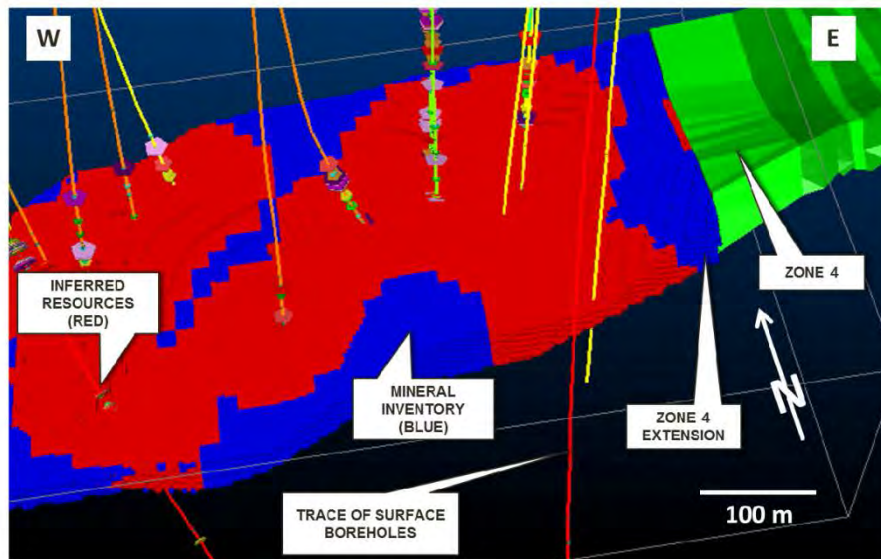 W
E
INFERRED
RESOURCES
(RED)
ZONE 4
MINERAL
INVENTORY
(BLUE)
ZONE 4
EXTENSION
N
TRACE OF SURFACE
BOREHOLES
100 m